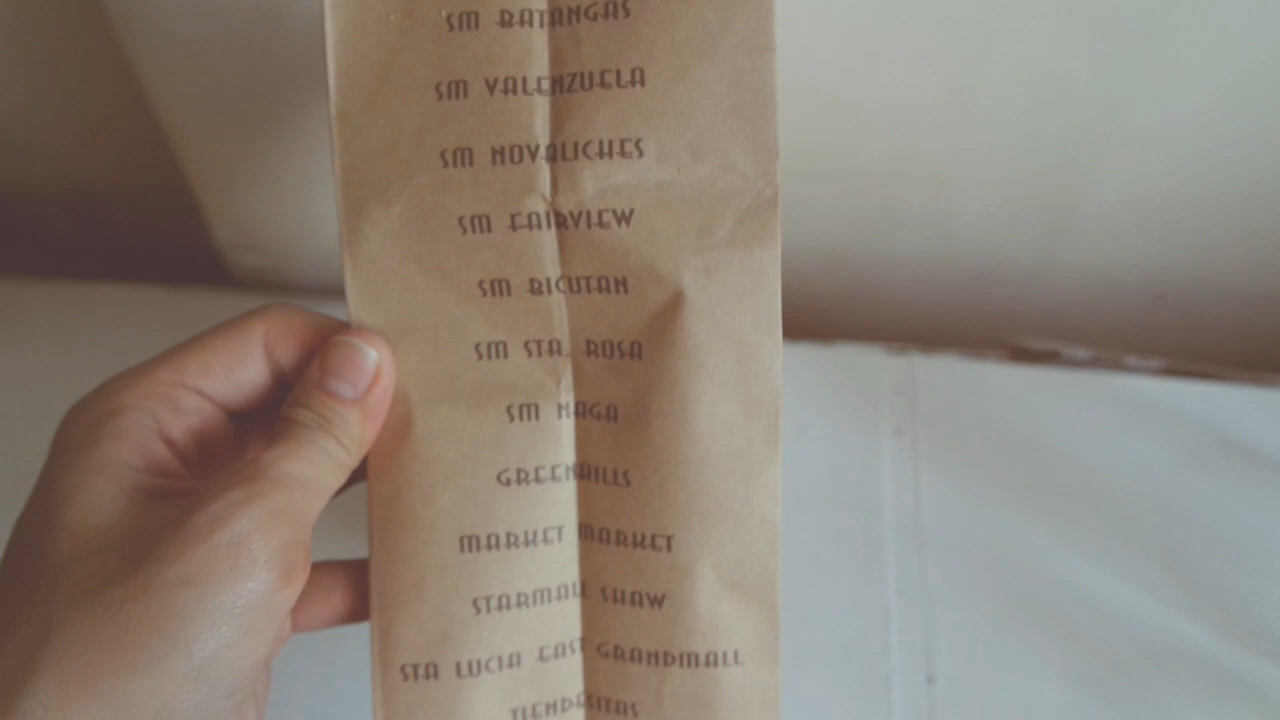 SM BATANGAS
SM VALENZUELA
SM NOVALICHES
SM FAIRVIEW
SM BICUTAN
SM STA. ROSA
SM NAGA
GREENHILLS
MARKET MARKET
STARMALL SHAW
STA LUCIA EAST GRANDMALL
TIENDESITAS